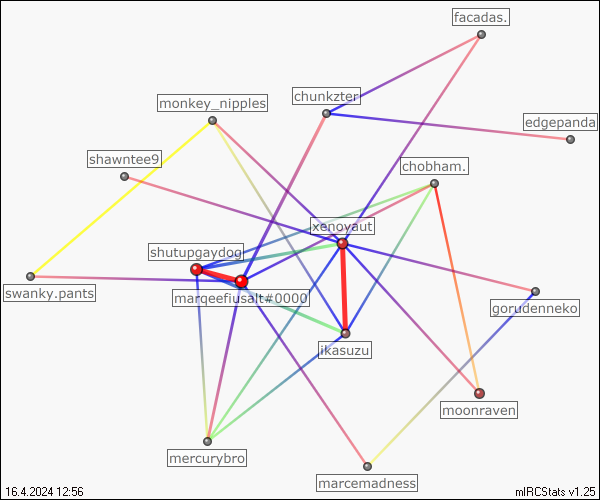 facadas.
chunkzter
monkey_nipples
edgepanda
shawntee9
chobham.
xenovaut
shutupgaydog
swanky.pants
marqeefiusalt#0000
gorudenneko
ikasuzu
moonraven
mercurybro
marcemadness
16.4.2024 12:56
mIRCStats v1.25